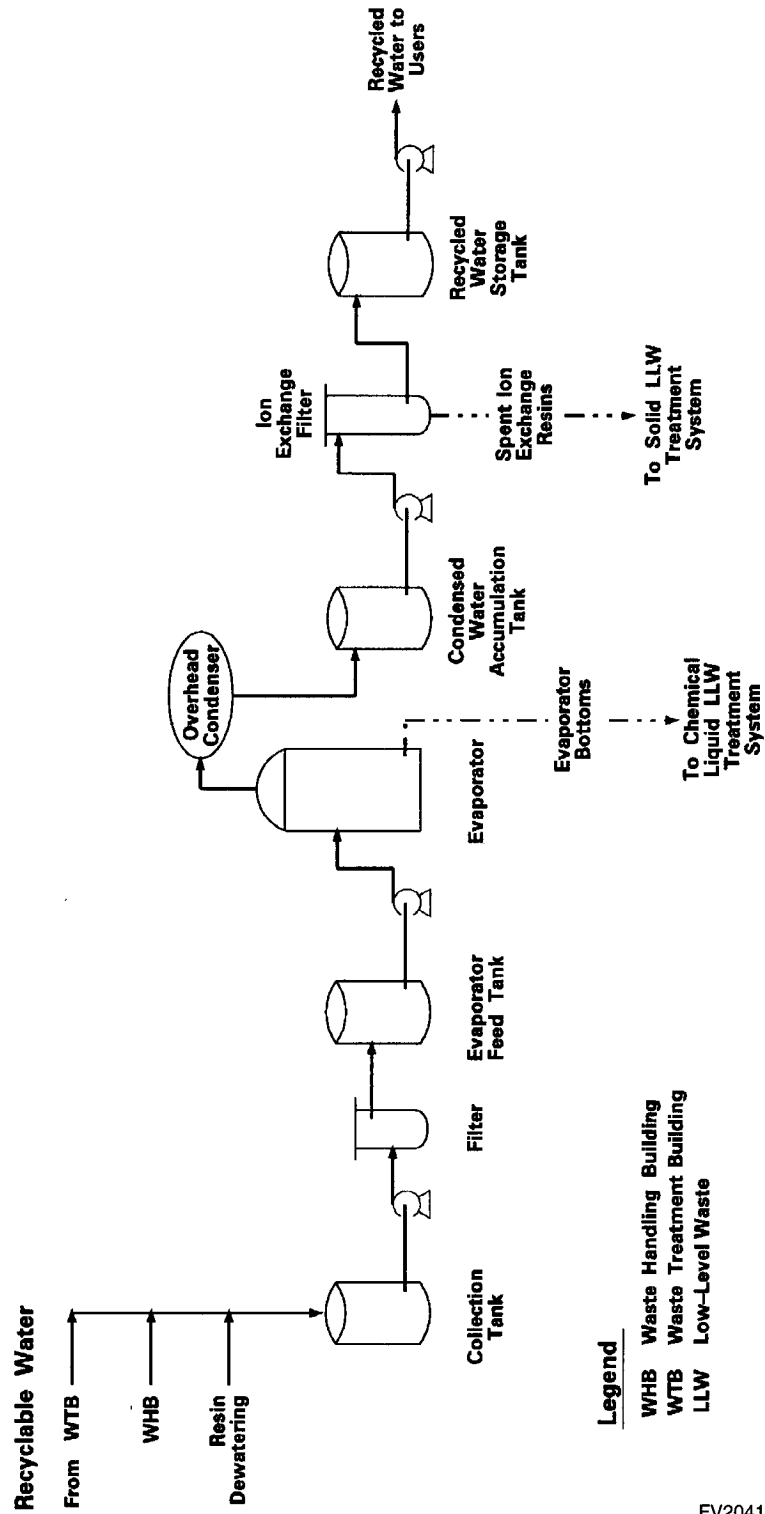 Recyclable Water
From WTB
WHB
Resin
Dewatering
Collection
Tank
Filter
Evaporator
Feed Tank
Evaporator
Overhead
Condenser
Evaporator
Bottoms
To Chemical
Liquid LLW
Treatment
System
Condensed
Water
Accumulation
Tank
Ion
Exchange
Filter
Spent Ion
Exchange
Resins
To Solid LLW
Treatment
System
Recycled
Water
Storage
Tank
Recycled
Water to
Users
Legend
WHB Waste Handling Building
WTB Waste Treatment Building
LLW Low–Level Waste
EV2041